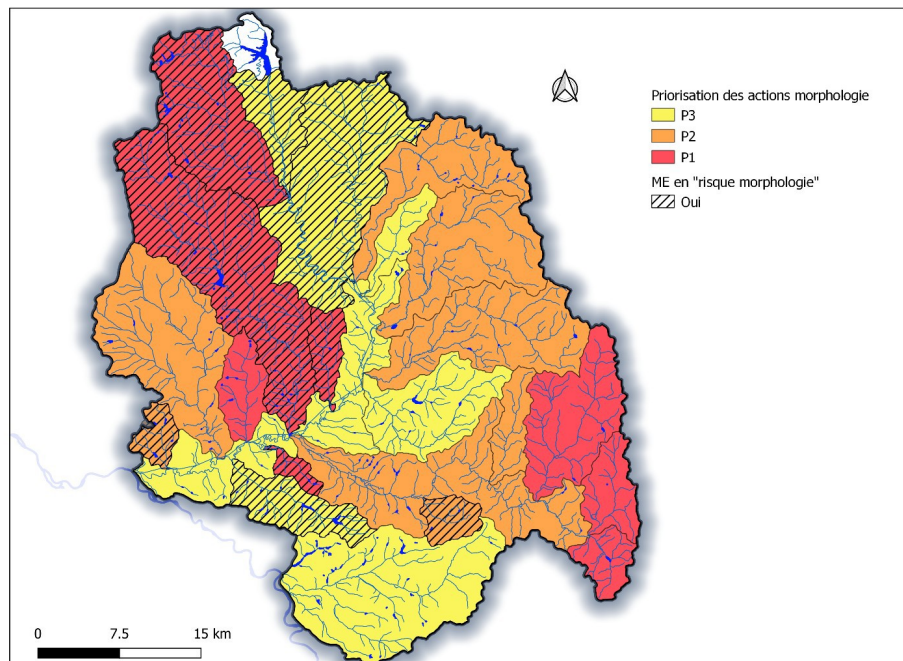 Priorisation des actions morphologie
P3
P2
P1
ME en "risque morphologie"
Oui
0 7.5 15 km